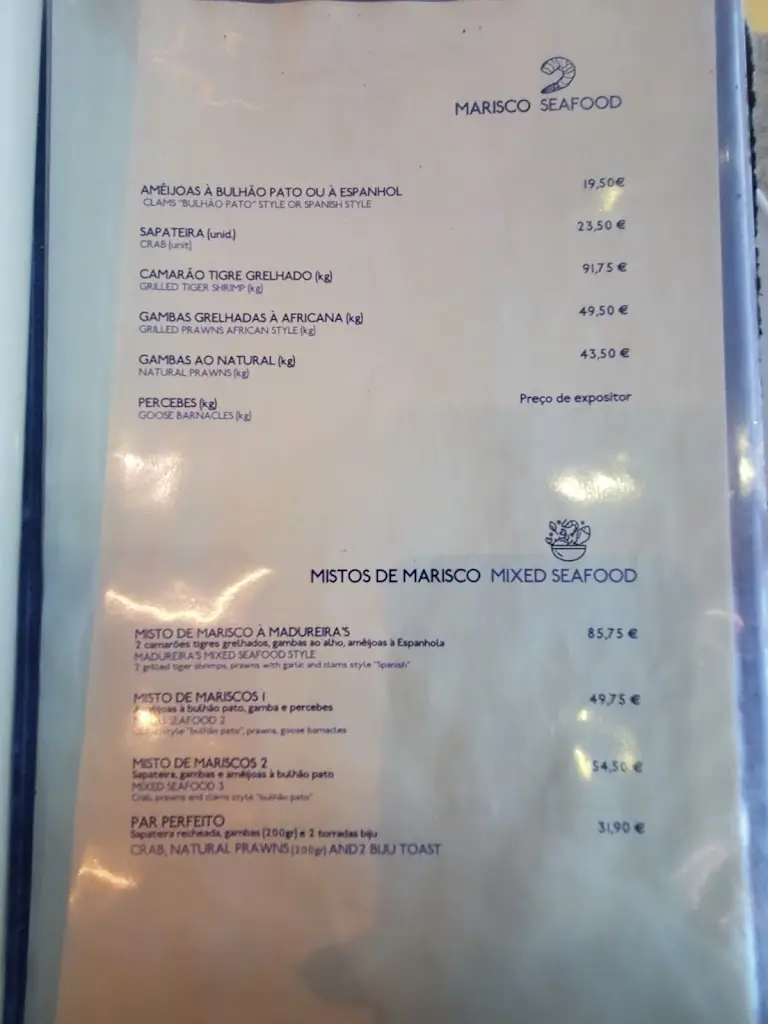 MARISCO SEAFOOD
AMÊIJOAS À BULHÃO PATO OU À ESPANHOL 19,50€
CLAMS "BULHÃO PATO" STYLE OR SPANISH STYLE
SAPATEIRA (unid.) 23,50 €
CRAB (unit)
CAMARÃO TIGRE GRELHADO (kg) 91,75 €
GRILLED TIGER SHRIMP (kg)
GAMBAS GRELHADAS À AFRICANA (kg) 49,50 €
GRILLED PRAWNS AFRICAN STYLE (kg)
GAMBAS AO NATURAL (kg) 43,50 €
NATURAL PRAWNS (kg)
PERCEBES (kg) Preço de expositor
GOOSE BARNACLES (kg)
MISTOS DE MARISCO MIXED SEAFOOD
MISTO DE MARISCO À MADUREIRA'S 85,75 €
2 camarões tigres grelhados, gambas ao alho, amêijoas à Espanhola
MADUREIRA'S MIXED SEAFOOD STYLE
2 grilled tiger shrimps, prawns with garlic and clams style "Spanish"
MISTO DE MARISCOS 1 49,75 €
à bulhão pato, gamba e percebes
SEAFOOD 2
style "bulhão pato", prawns, goose barnacles
MISTO DE MARISCOS 2 54,50 €
Sapateira, gambas e amêijoas à bulhão pato
MIXED SEAFOOD 3
Crab, prawns and clams style "bulhão pato"
PAR PERFEITO 31,90 €
Sapateira recheada, gambas (200gr) e 2 torradas biju
CRAB, NATURAL PRAWNS (200gr) AND 2 BIJU TOAST